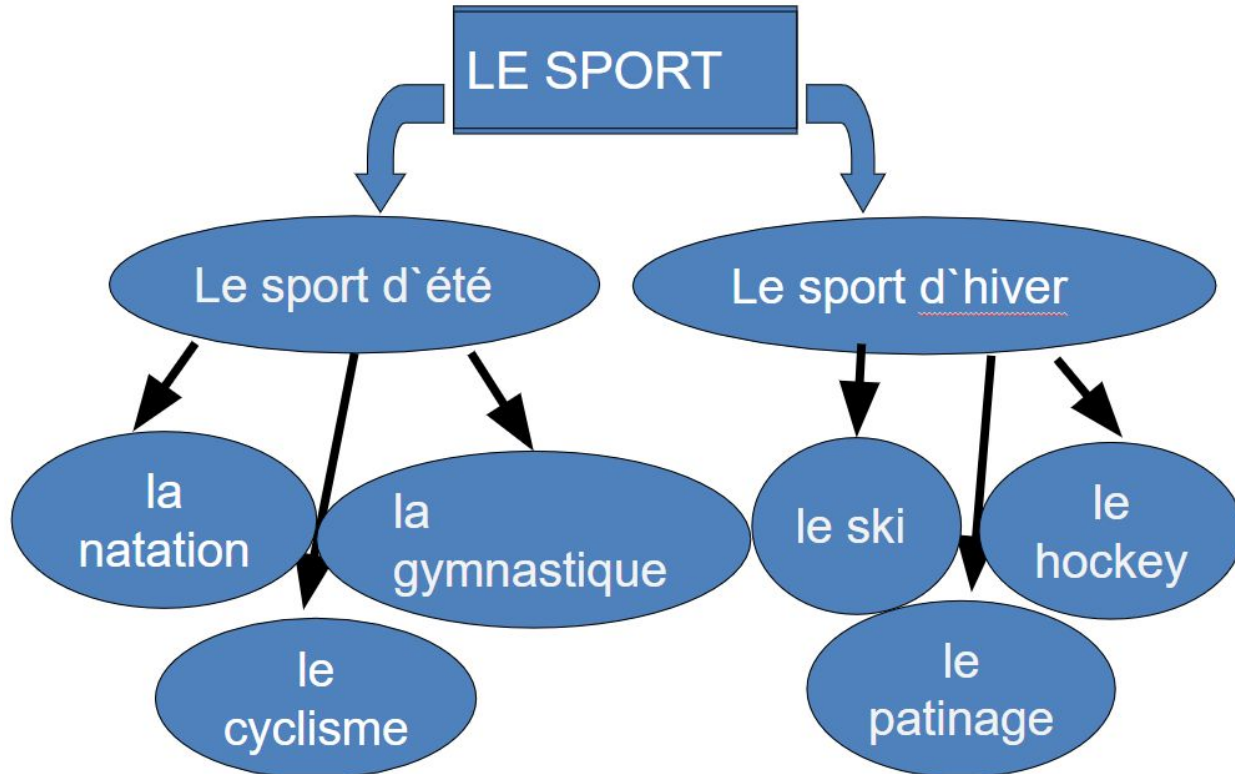 LE SPORT
Le sport d`été
Le sport d`hiver
la
natation
le
cyclisme
la
gymnastique
le ski
le
patinage
le
hockey